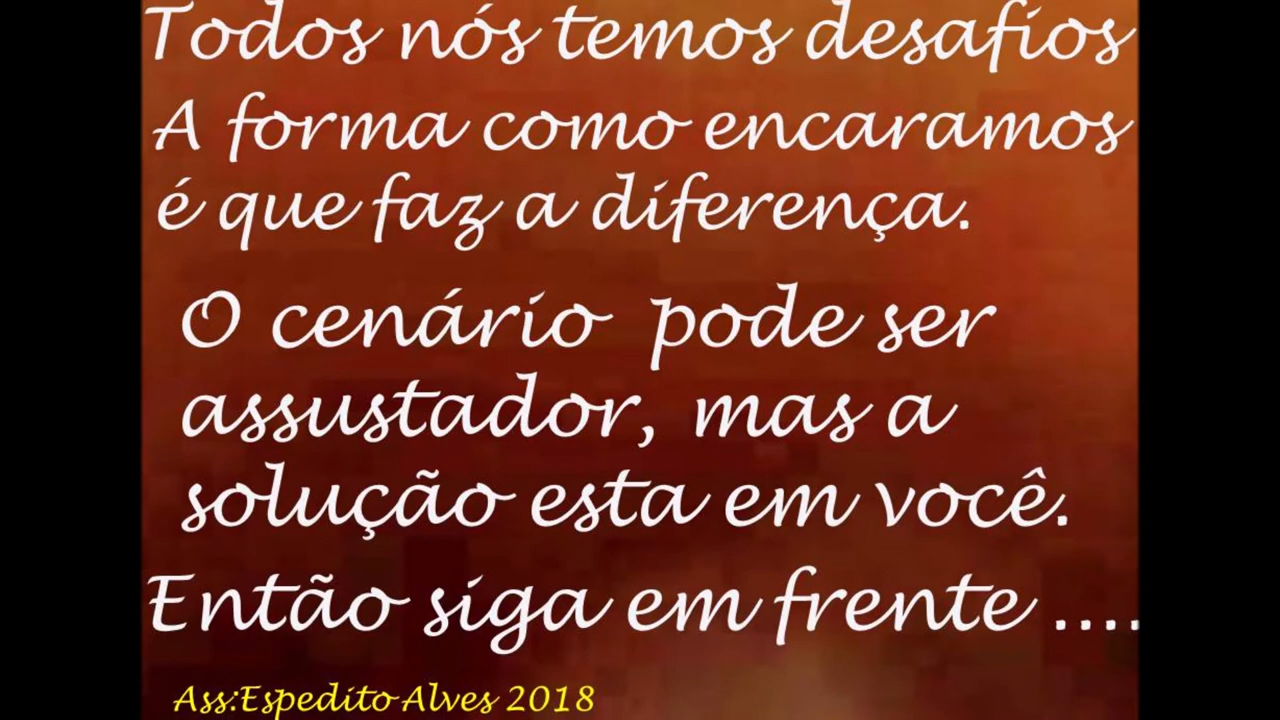 Todos nós temos desafios
A forma como encaramos
é que faz a diferença.
O cenário pode ser
assustador, mas a
solução esta em você.
Então siga em frente ....
Ass:Espedito Alves 2018